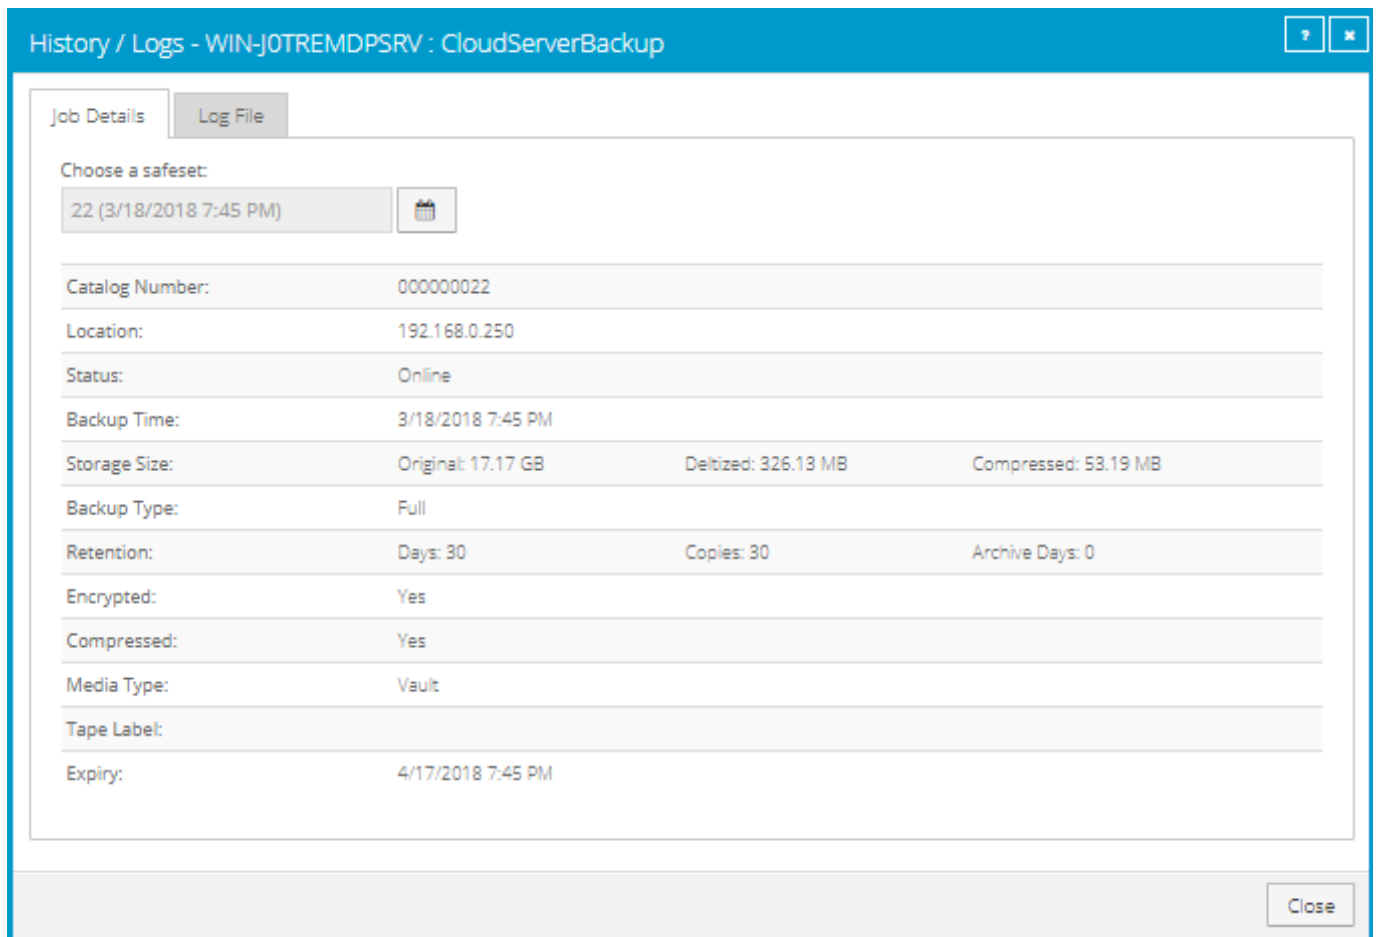 History / Logs - WIN-J0TREMDPSRV : CloudServerBackup ? x
Job Details Log File
Choose a safeset:
22 (3/18/2018 7:45 PM)
Catalog Number: 000000022
Location: 192.168.0.250
Status: Online
Backup Time: 3/18/2018 7:45 PM
Storage Size: Original: 17.17 GB Deltized: 326.13 MB Compressed: 53.19 MB
Backup Type: Full
Retention: Days: 30 Copies: 30 Archive Days: 0
Encrypted: Yes
Compressed: Yes
Media Type: Vault
Tape Label:
Expiry: 4/17/2018 7:45 PM
Close